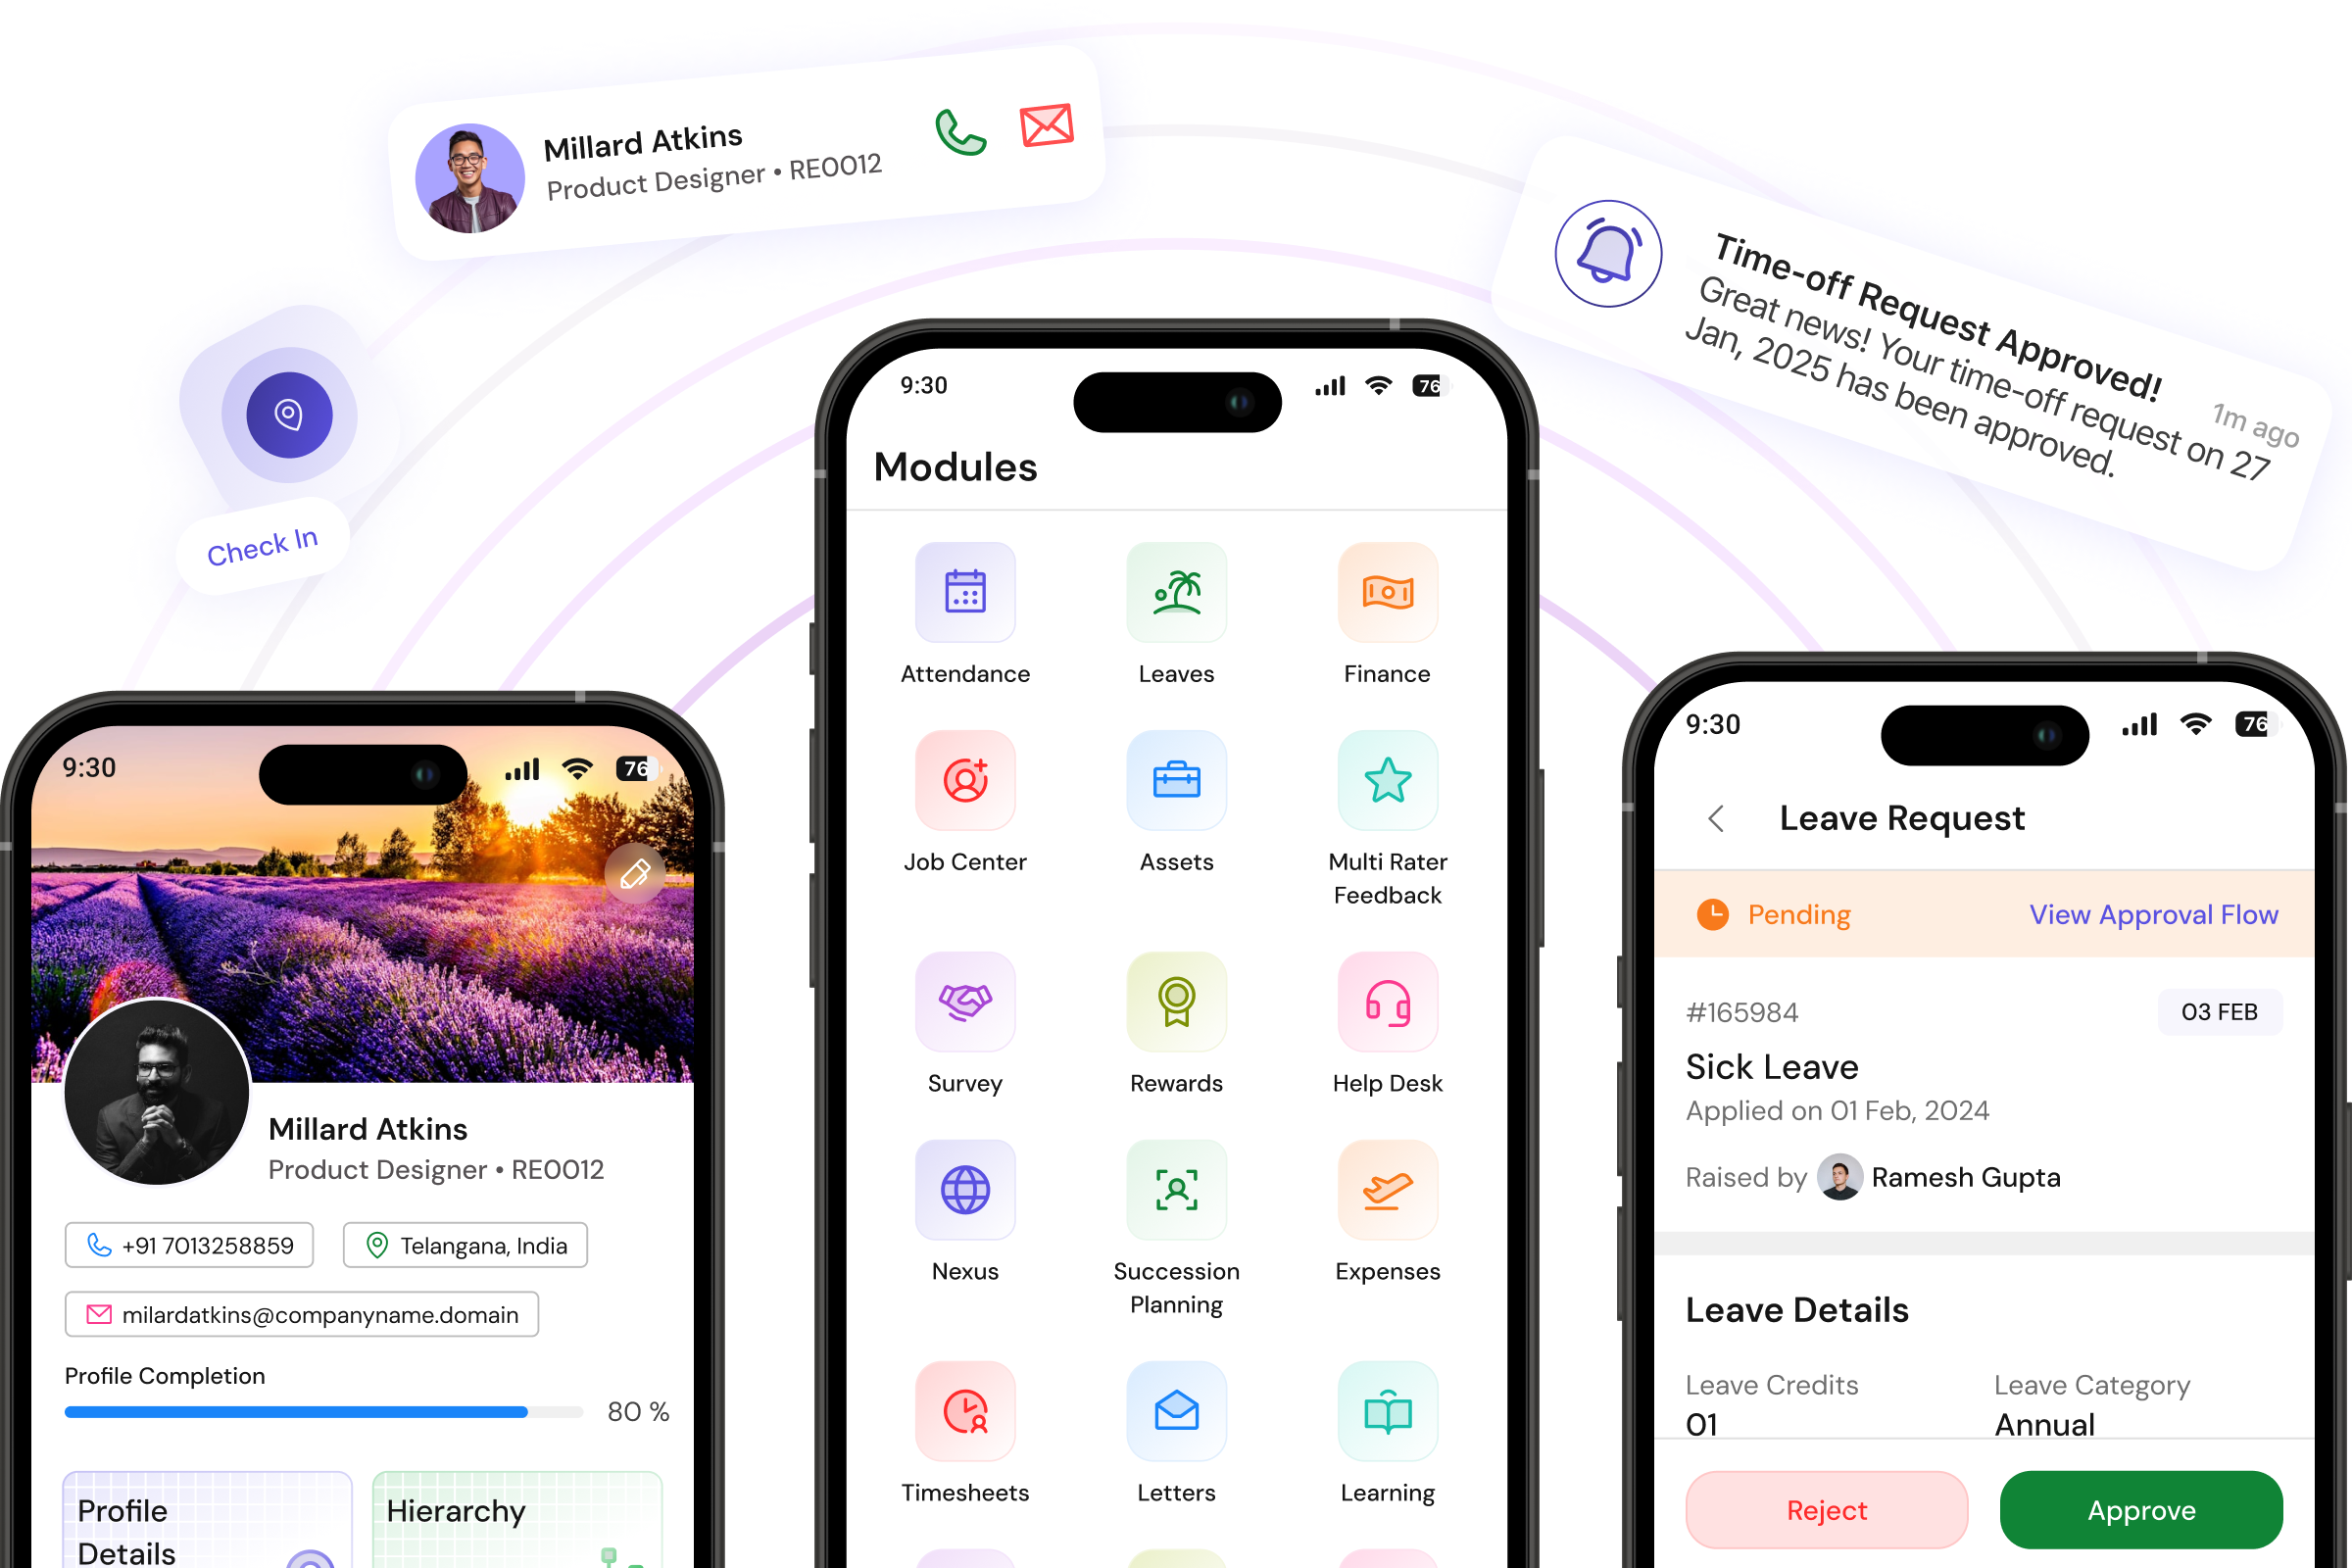 Millard Atkins
Product Designer • RE0012
Time-off Request Approved!
1m ago
Great news! Your time-off request on 27
Jan, 2025 has been approved.
Check In
9:30
76
Modules
Attendance
Leaves
Finance
Job Center
Assets
Multi Rater
Feedback
Survey
Rewards
Help Desk
Nexus
Succession
Planning
Expenses
Timesheets
Letters
Learning
9:30
76
Millard Atkins
Product Designer • RE0012
+91 7013258859
Telangana, India
milardatkins@companyname.domain
Profile Completion
80 %
Profile
Details
Hierarchy
9:30
76
Leave Request
Pending
View Approval Flow
#165984
03 FEB
Sick Leave
Applied on 01 Feb, 2024
Raised by Ramesh Gupta
Leave Details
Leave Credits
01
Leave Category
Annual
Reject
Approve